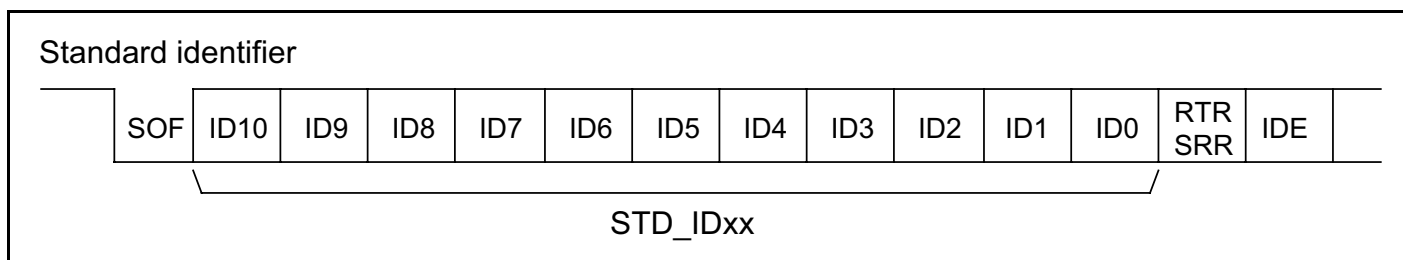 Standard identifier
SOF ID10 ID9 ID8 ID7 ID6 ID5 ID4 ID3 ID2 ID1 ID0 RTR SRR IDE
STD_IDxx